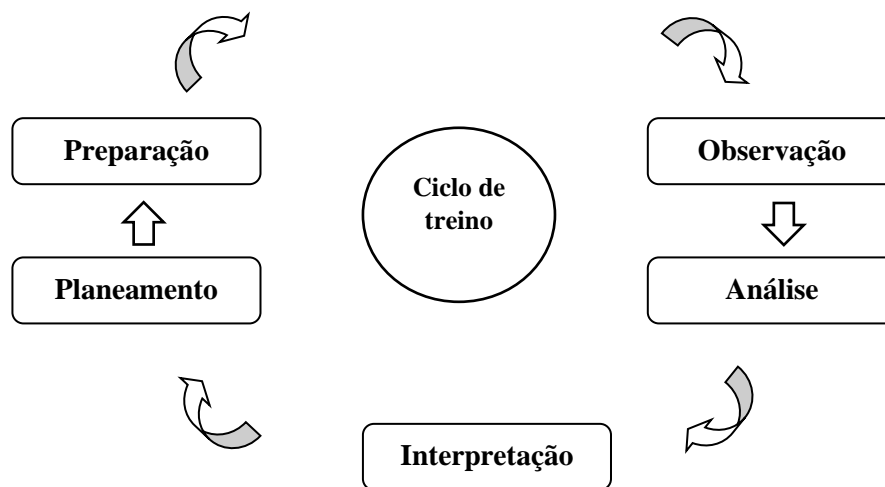 Preparação
Observação
Ciclo de
treino
Planeamento
Análise
Interpretação